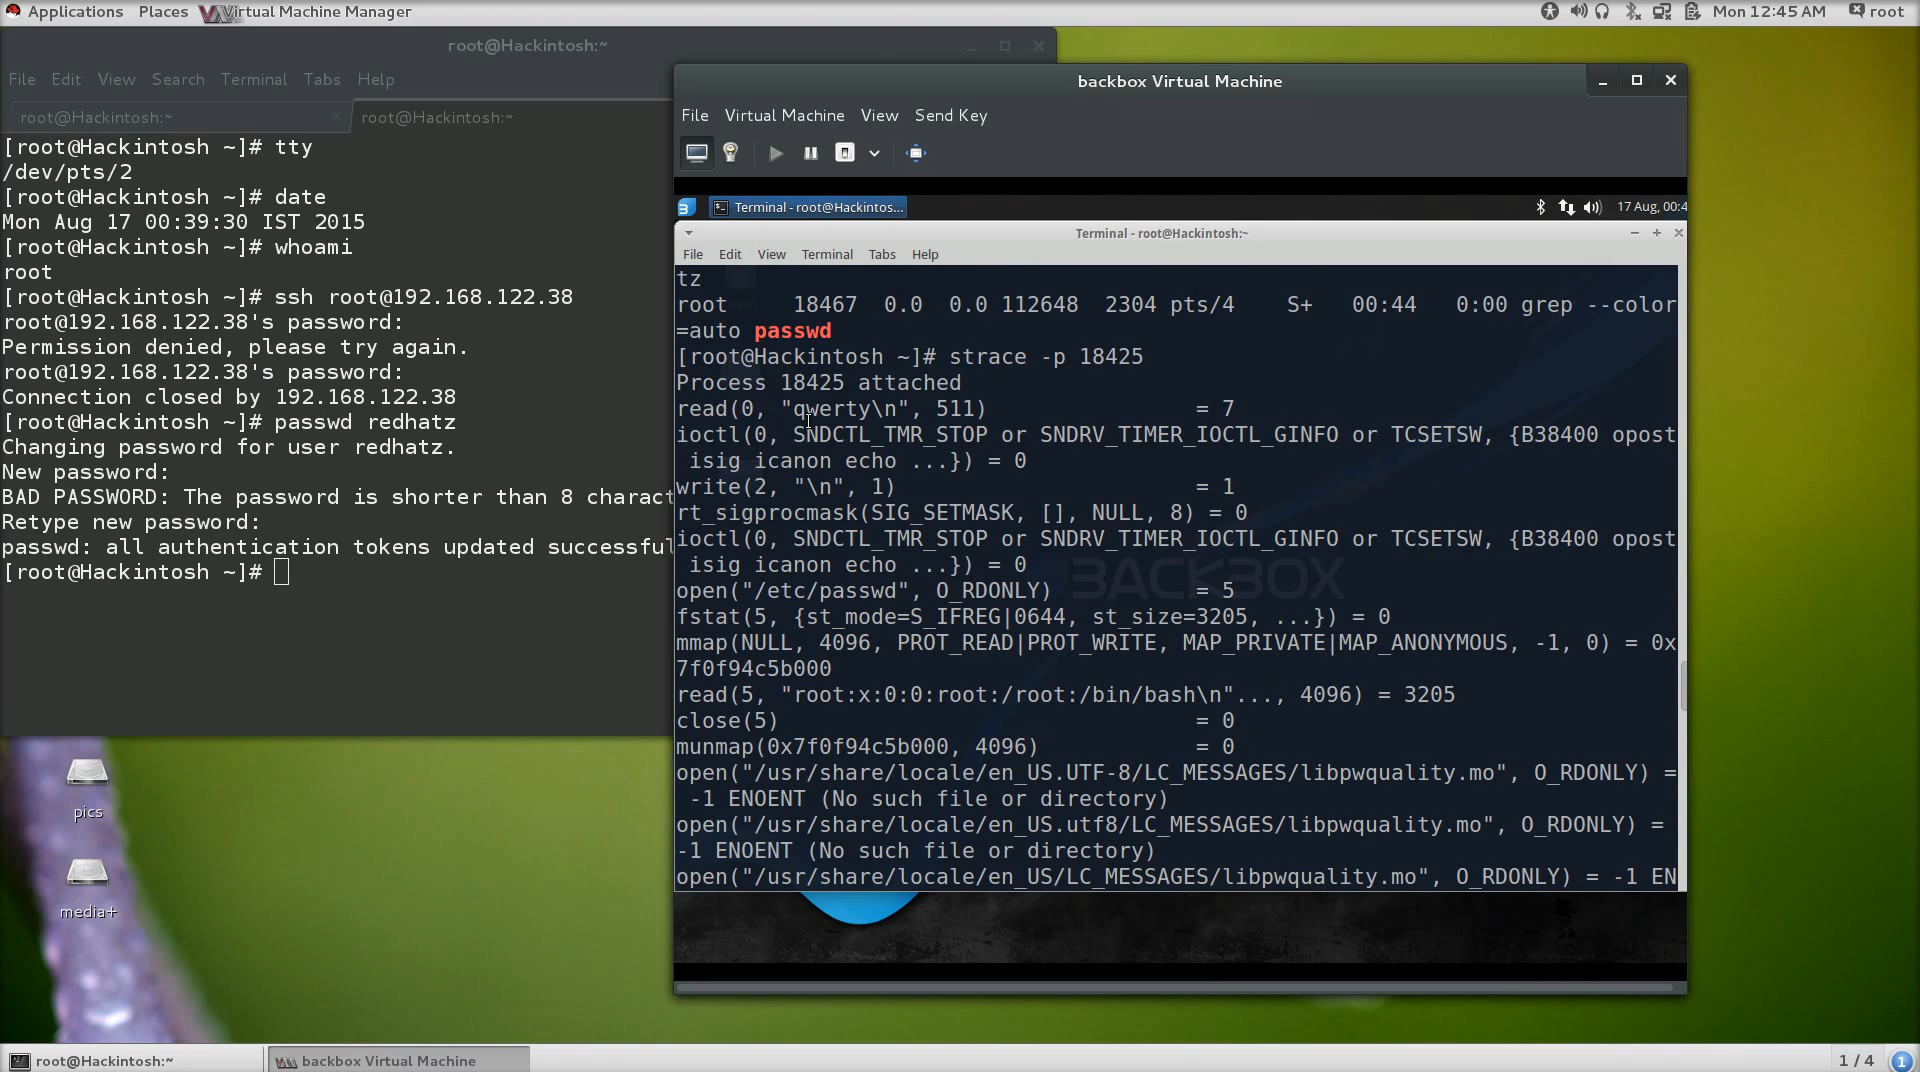 Applications Places Virtual Machine Manager Mon 12:45 AM root
root@Hackintosh:~
File Edit View Search Terminal Tabs Help
root@Hackintosh:~ root@Hackintosh:~
[root@Hackintosh ~]# tty
/dev/pts/2
[root@Hackintosh ~]# date
Mon Aug 17 00:39:30 IST 2015
[root@Hackintosh ~]# whoami
root
[root@Hackintosh ~]# ssh root@192.168.122.38
root@192.168.122.38's password:
Permission denied, please try again.
root@192.168.122.38's password:
Connection closed by 192.168.122.38
[root@Hackintosh ~]# passwd redhatz
Changing password for user redhatz.
New password:
BAD PASSWORD: The password is shorter than 8 charact
Retype new password:
passwd: all authentication tokens updated successful
[root@Hackintosh ~]#
backbox Virtual Machine
File Virtual Machine View Send Key
Terminal - root@Hackintos... 17 Aug, 00:4
Terminal - root@Hackintosh:~
File Edit View Terminal Tabs Help
tz
root 18467 0.0 0.0 112648 2304 pts/4 S+ 00:44 0:00 grep --color
=auto passwd
[root@Hackintosh ~]# strace -p 18425
Process 18425 attached
read(0, "qwerty\n", 511) = 7
ioctl(0, SNDCTL_TMR_STOP or SNDRV_TIMER_IOCTL_GINFO or TCSETSW, {B38400 opost
isig icanon echo ...}) = 0
write(2, "\n", 1) = 1
rt_sigprocmask(SIG_SETMASK, [], NULL, 8) = 0
ioctl(0, SNDCTL_TMR_STOP or SNDRV_TIMER_IOCTL_GINFO or TCSETSW, {B38400 opost
isig icanon echo ...}) = 0
open("/etc/passwd", O_RDONLY) = 5
fstat(5, {st_mode=S_IFREG|0644, st_size=3205, ...}) = 0
mmap(NULL, 4096, PROT_READ|PROT_WRITE, MAP_PRIVATE|MAP_ANONYMOUS, -1, 0) = 0x
7f0f94c5b000
read(5, "root:x:0:0:root:/root:/bin/bash\n"..., 4096) = 3205
close(5) = 0
munmap(0x7f0f94c5b000, 4096) = 0
open("/usr/share/locale/en_US.UTF-8/LC_MESSAGES/libpwquality.mo", O_RDONLY) =
-1 ENOENT (No such file or directory)
open("/usr/share/locale/en_US.utf8/LC_MESSAGES/libpwquality.mo", O_RDONLY) =
-1 ENOENT (No such file or directory)
open("/usr/share/locale/en_US/LC_MESSAGES/libpwquality.mo", O_RDONLY) = -1 EN
BACKBOX
pics
media+
root@Hackintosh:~ backbox Virtual Machine 1 / 4 1